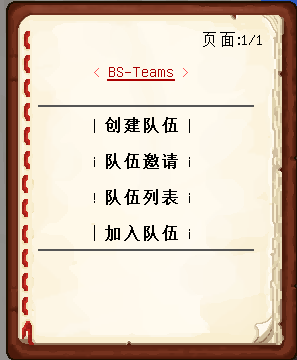 页面:1/1
< BS-Teams >
| 创建队伍 |
¡ 队伍邀请 ¡
! 队伍列表 ¡
| 加入队伍 ¡